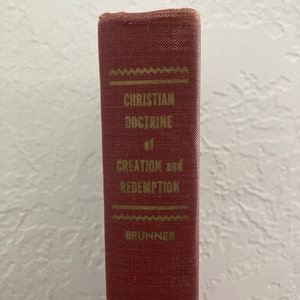 CHRISTIAN
DOCTRINE
of
CREATION and
REDEMPTION
BRUNNER